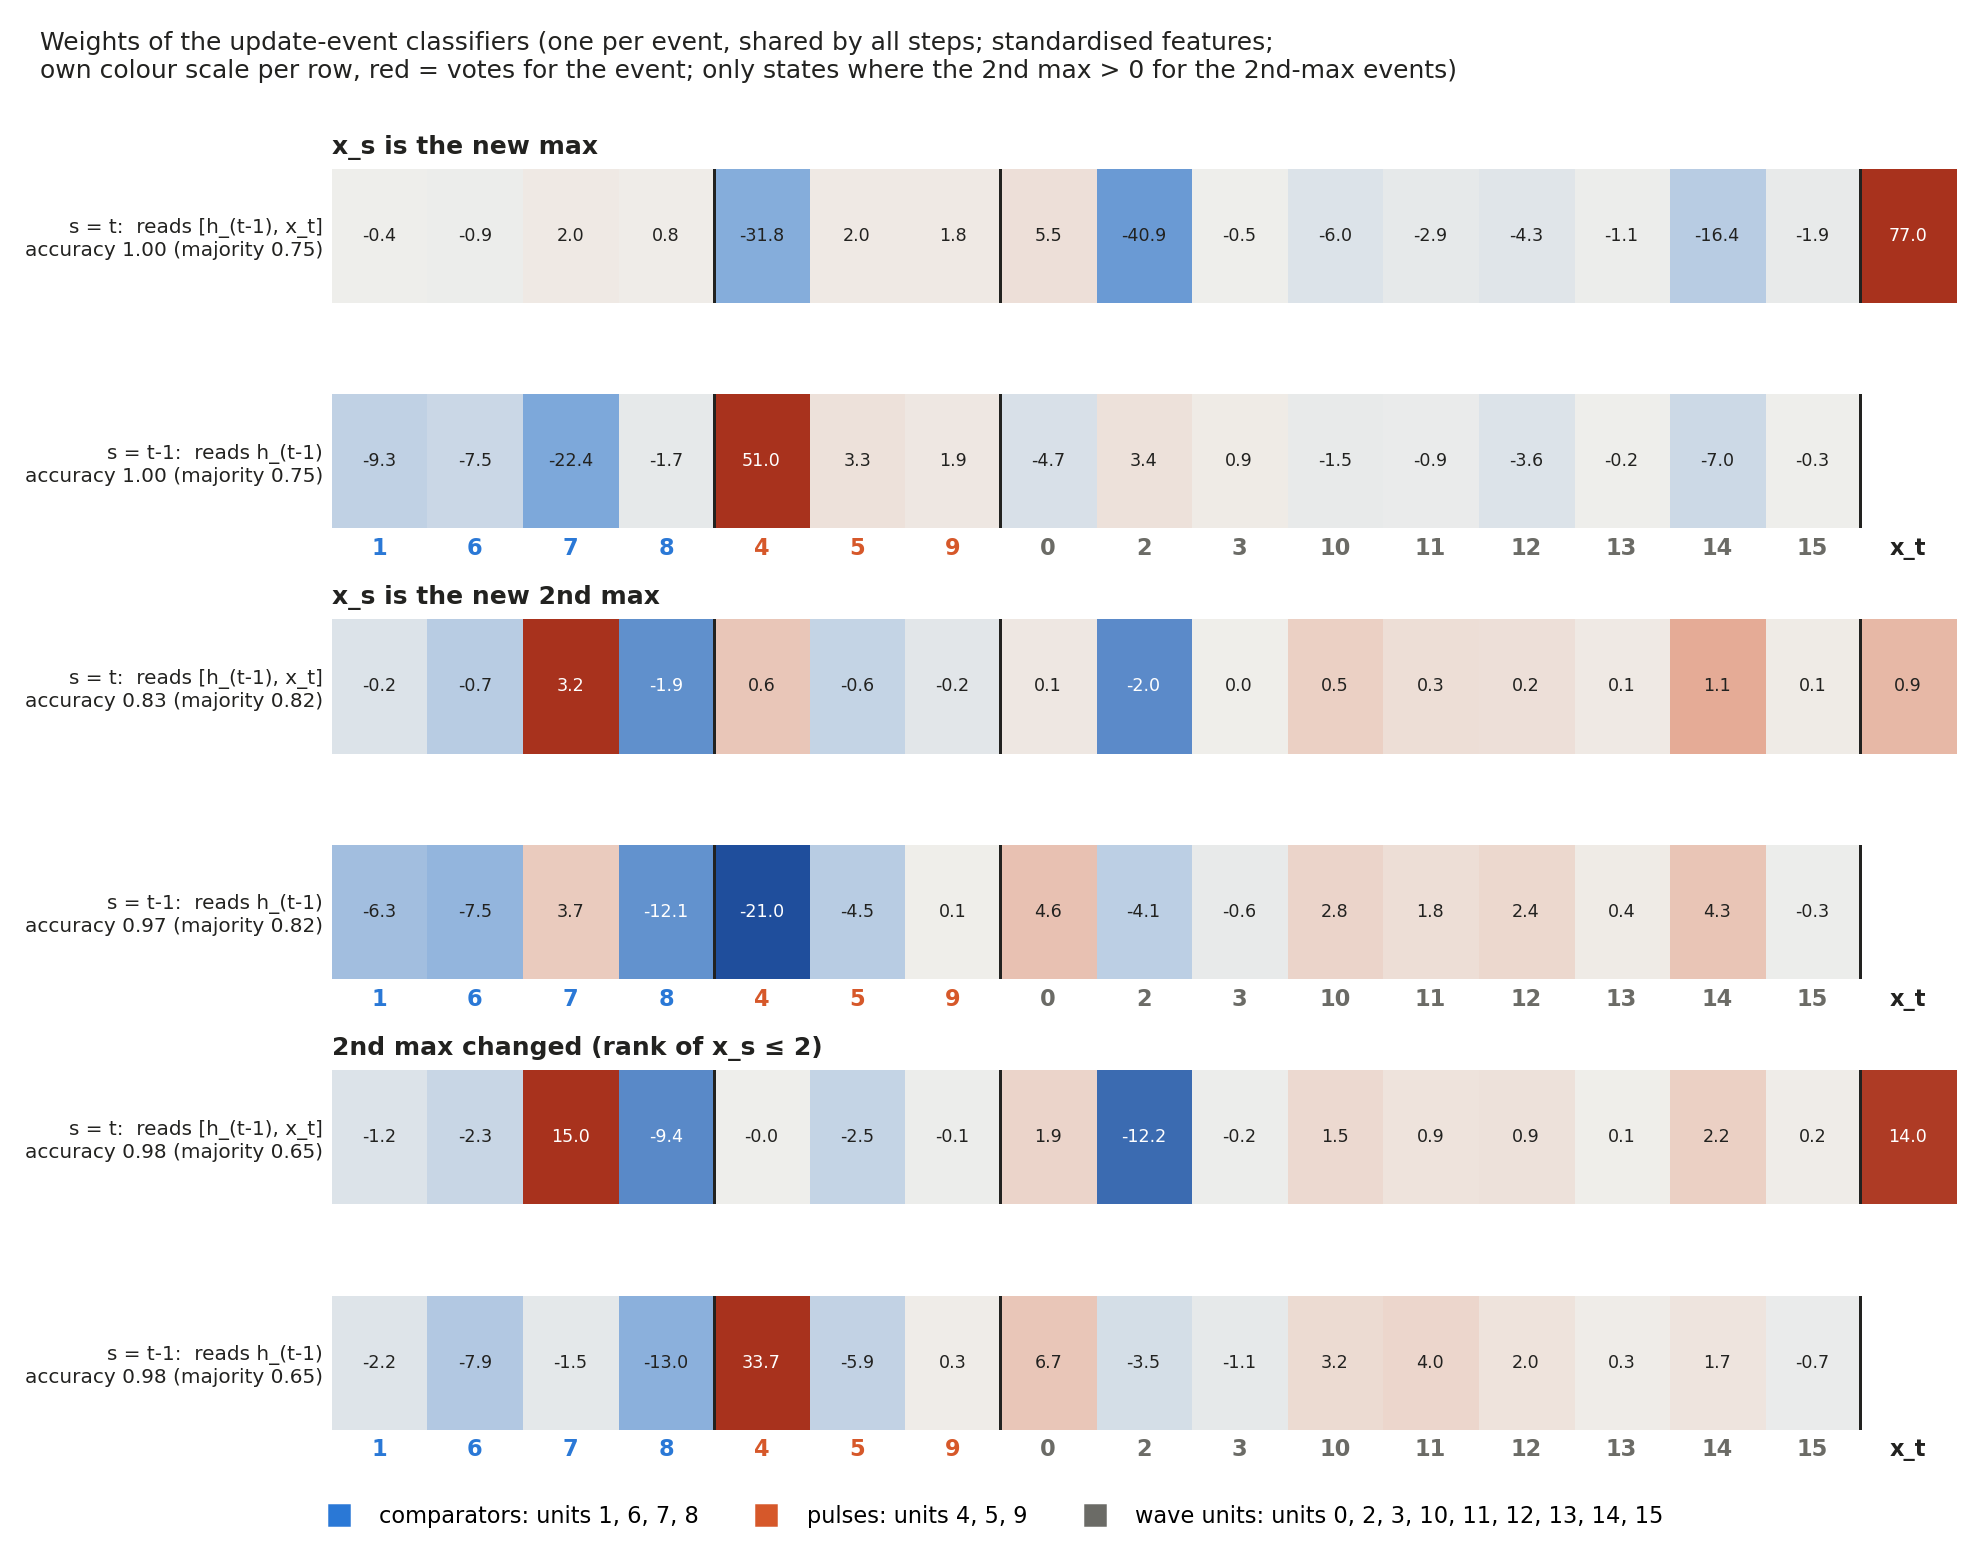 Weights of the update-event classifiers (one per event, shared by all steps; standardised features;
own colour scale per row, red = votes for the event; only states where the 2nd max > 0 for the 2nd-max events)
x_s is the new max
s = t:  reads [h_(t-1), x_t]
accuracy 1.00 (majority 0.75)
-0.4 -0.9 2.0 0.8 -31.8 2.0 1.8 5.5 -40.9 -0.5 -6.0 -2.9 -4.3 -1.1 -16.4 -1.9 77.0
s = t-1:  reads h_(t-1)
accuracy 1.00 (majority 0.75)
-9.3 -7.5 -22.4 -1.7 51.0 3.3 1.9 -4.7 3.4 0.9 -1.5 -0.9 -3.6 -0.2 -7.0 -0.3
1 6 7 8 4 5 9 0 2 3 10 11 12 13 14 15 x_t
x_s is the new 2nd max
s = t:  reads [h_(t-1), x_t]
accuracy 0.83 (majority 0.82)
-0.2 -0.7 3.2 -1.9 0.6 -0.6 -0.2 0.1 -2.0 0.0 0.5 0.3 0.2 0.1 1.1 0.1 0.9
s = t-1:  reads h_(t-1)
accuracy 0.97 (majority 0.82)
-6.3 -7.5 3.7 -12.1 -21.0 -4.5 0.1 4.6 -4.1 -0.6 2.8 1.8 2.4 0.4 4.3 -0.3
1 6 7 8 4 5 9 0 2 3 10 11 12 13 14 15 x_t
2nd max changed (rank of x_s ≤ 2)
s = t:  reads [h_(t-1), x_t]
accuracy 0.98 (majority 0.65)
-1.2 -2.3 15.0 -9.4 -0.0 -2.5 -0.1 1.9 -12.2 -0.2 1.5 0.9 0.9 0.1 2.2 0.2 14.0
s = t-1:  reads h_(t-1)
accuracy 0.98 (majority 0.65)
-2.2 -7.9 -1.5 -13.0 33.7 -5.9 0.3 6.7 -3.5 -1.1 3.2 4.0 2.0 0.3 1.7 -0.7
1 6 7 8 4 5 9 0 2 3 10 11 12 13 14 15 x_t
comparators: units 1, 6, 7, 8 pulses: units 4, 5, 9 wave units: units 0, 2, 3, 10, 11, 12, 13, 14, 15